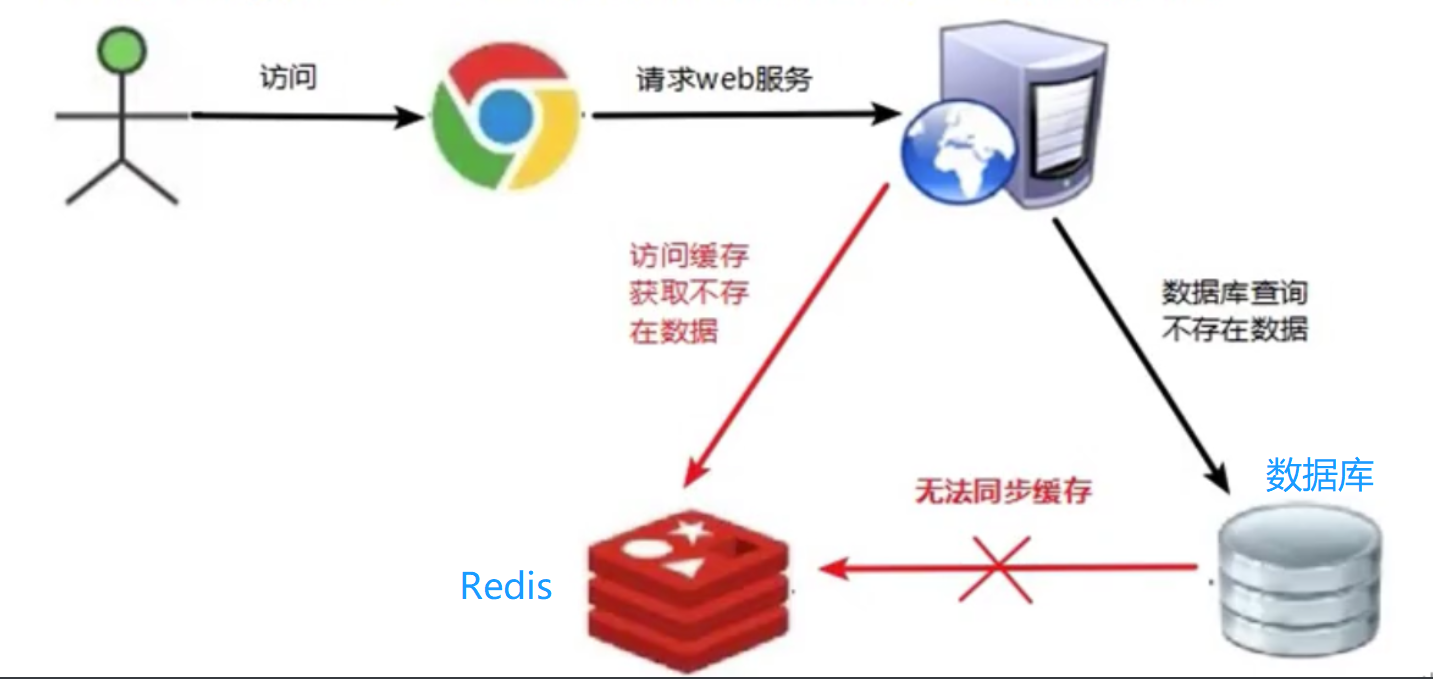 访问
请求web服务
访问缓存
获取不存
在数据
数据库查询
不存在数据
数据库
无法同步缓存
Redis